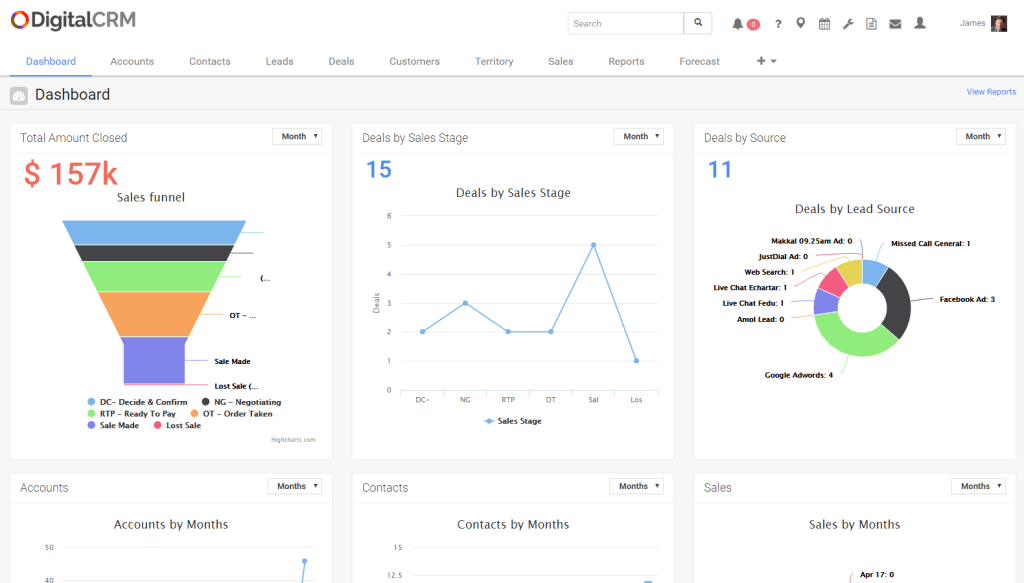 DigitalCRM
Search
0
?
James
Dashboard
Accounts
Contacts
Leads
Deals
Customers
Territory
Sales
Reports
Forecast
+
Dashboard
View Reports
Total Amount Closed
Month
$ 157k
Sales funnel
(...
OT - ...
Sale Made
Lost Sale (...
DC- Decide & Confirm
NG - Negotiating
RTP - Ready To Pay
OT - Order Taken
Sale Made
Lost Sale
Highcharts.com
Deals by Sales Stage
Month
15
Deals by Sales Stage
Deals
6
5
4
3
2
1
0
DC-
NG
RTP
OT
Sal
Los
Sales Stage
Deals by Source
Month
11
Deals by Lead Source
Makkal 09.25am Ad: 0
Missed Call General: 1
JustDial Ad: 0
Web Search: 1
Live Chat Echartar: 1
Facebook Ad: 3
Live Chat Fedu: 1
Amol Lead: 0
Google Adwords: 4
Accounts
Months
Accounts by Months
50
40
Contacts
Months
Contacts by Months
15
12.5
Sales
Months
Sales by Months
Apr 17: 0